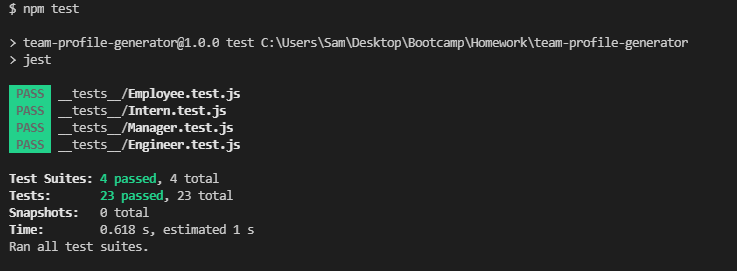 $ npm test
> team-profile-generator@1.0.0 test C:\Users\Sam\Desktop\Bootcamp\Homework\team-profile-generator
> jest
PASS __tests__/Employee.test.js
PASS __tests__/Intern.test.js
PASS __tests__/Manager.test.js
PASS __tests__/Engineer.test.js
Test Suites: 4 passed, 4 total
Tests: 23 passed, 23 total
Snapshots: 0 total
Time: 0.618 s, estimated 1 s
Ran all test suites.